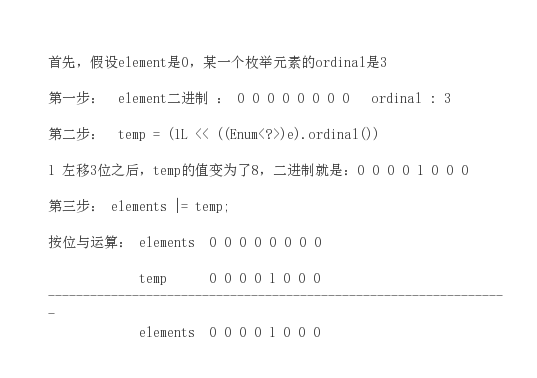 首先，假设element是0，某一个枚举元素的ordinal是3
第一步： element二进制 ： 0 0 0 0 0 0 0 0 ordinal : 3
第二步： temp = (1L << ((Enum<?>)e).ordinal())
1 左移3位之后，temp的值变为了8，二进制就是：0 0 0 0 1 0 0 0
第三步： elements |= temp;
按位与运算： elements 0 0 0 0 0 0 0 0
temp 0 0 0 0 1 0 0 0
-----------------------------------------------------------------
-
elements 0 0 0 0 1 0 0 0